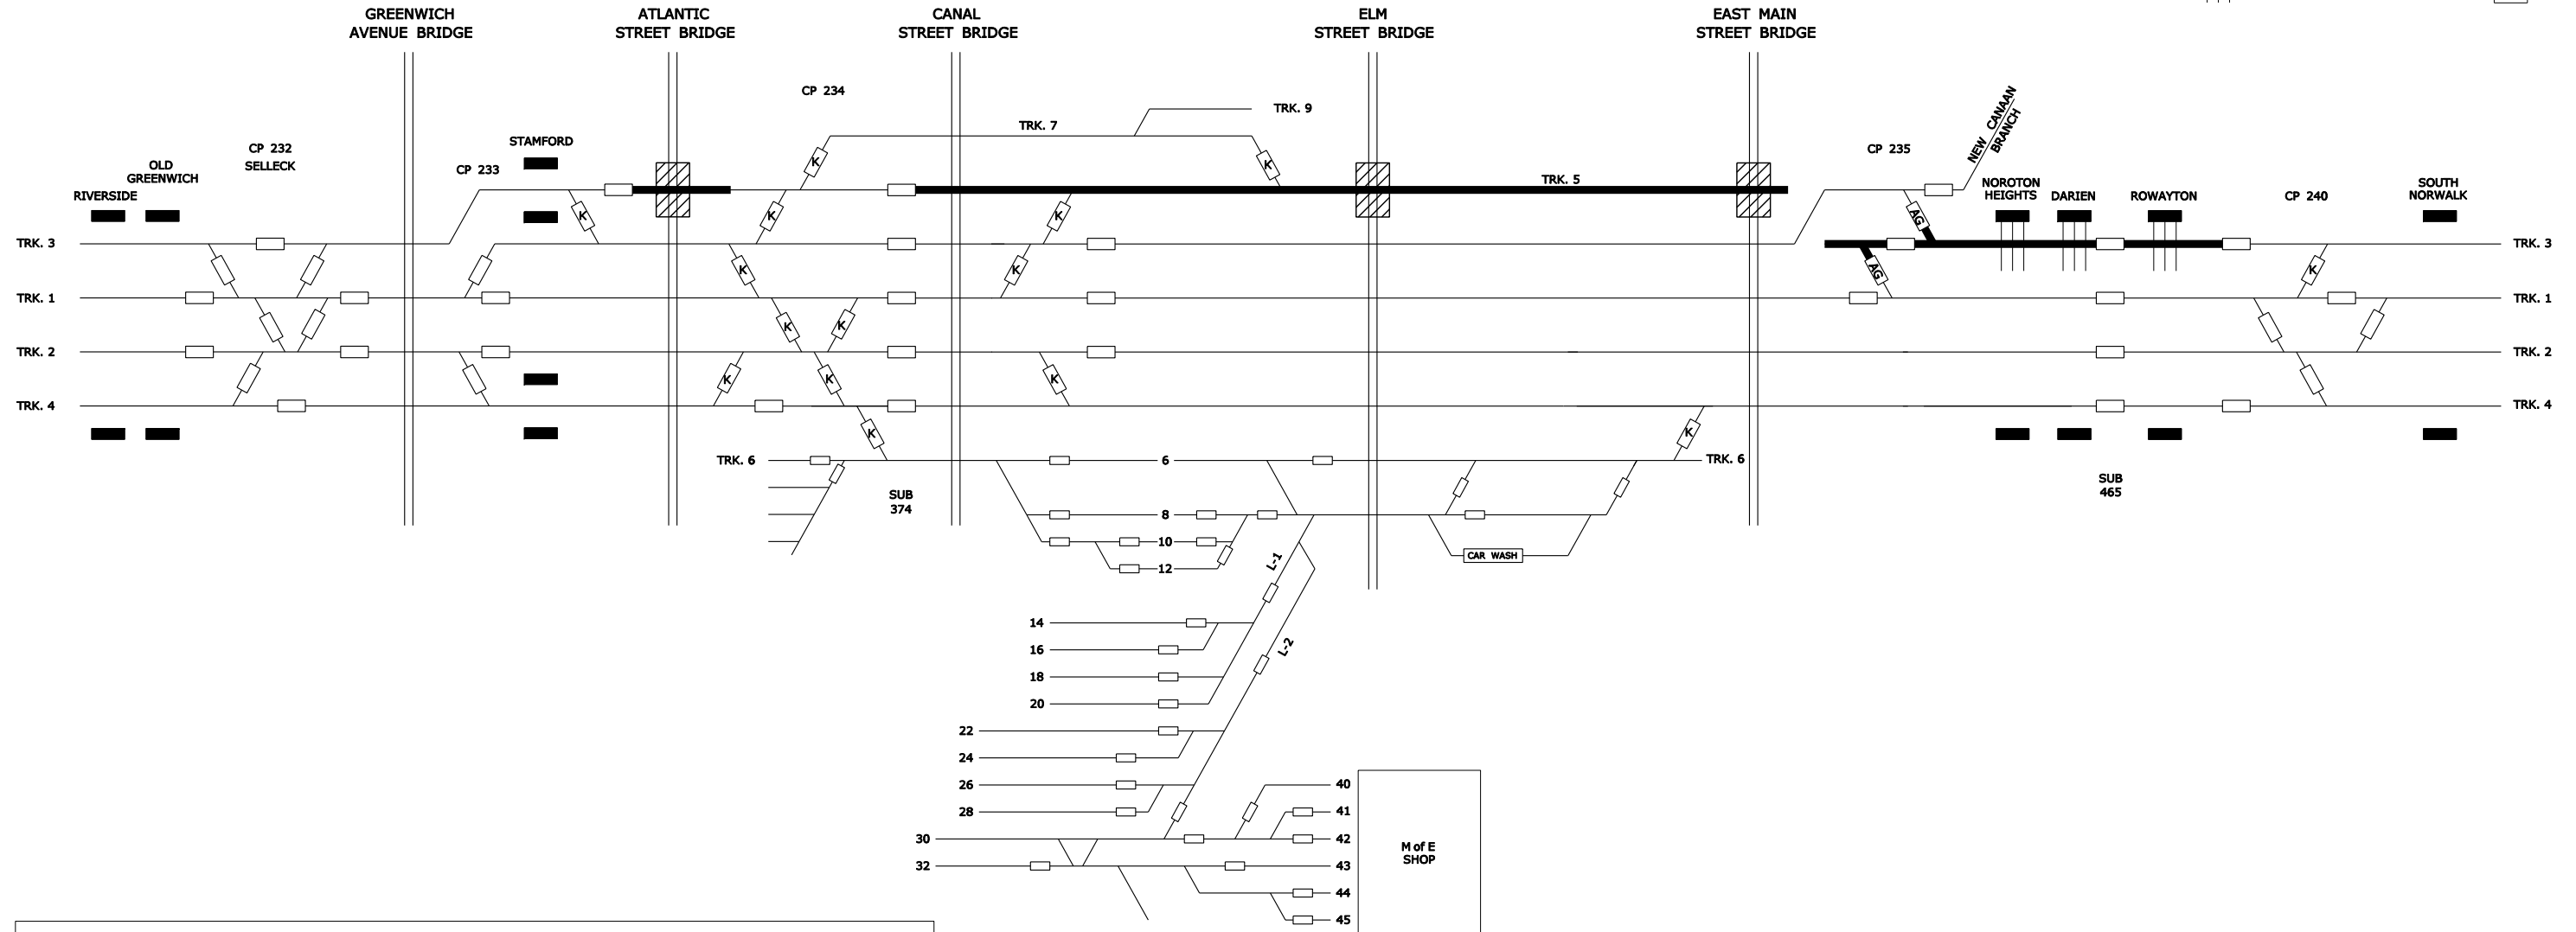 GREENWICH
AVENUE BRIDGE
ATLANTIC
STREET BRIDGE
CANAL
STREET BRIDGE
ELM
STREET BRIDGE
EAST MAIN
STREET BRIDGE
CP 234
TRK. 9
TRK. 7
NEW CANAAN
BRANCH
CP 235
STAMFORD
CP 232
SELLECK
OLD
GREENWICH
CP 233
RIVERSIDE
K
K
TRK. 5
NOROTON
HEIGHTS
DARIEN
ROWAYTON
CP 240
SOUTH
NORWALK
K
K
K
AG
TRK. 3
TRK. 3
K
K
AG
K
TRK. 1
TRK. 1
K
K
TRK. 2
TRK. 2
K
K
K
TRK. 4
TRK. 4
K
K
TRK. 6
6
TRK. 6
SUB
374
SUB
465
8
10
CAR WASH
12
L-1
14
16
L-2
18
20
22
24
26
40
28
41
30
42
M of E
SHOP
32
43
44
45